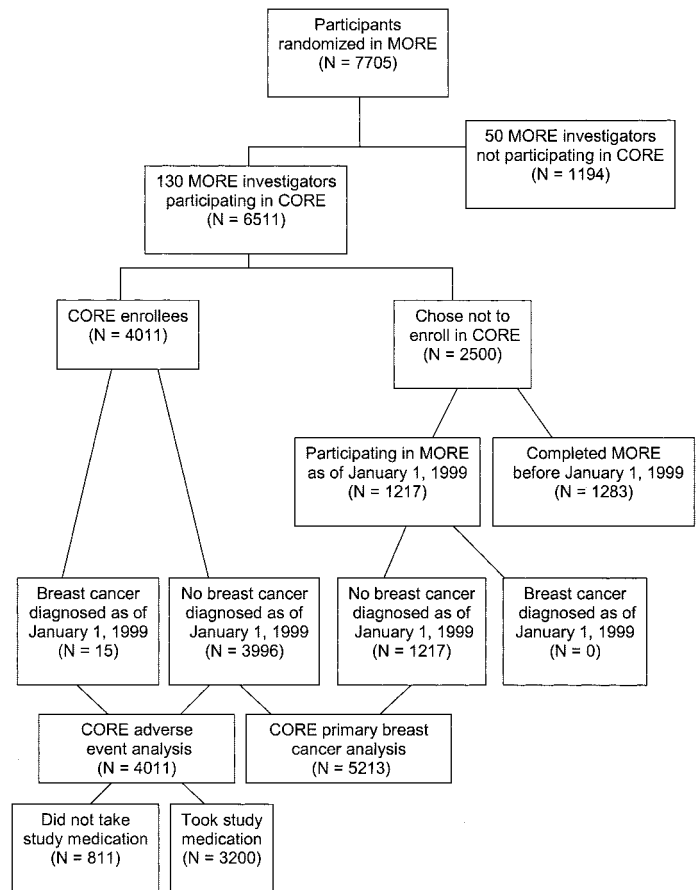 Participants
randomized in MORE
(N = 7705)
50 MORE investigators
not participating in CORE
(N = 1194)
130 MORE investigators
participating in CORE
(N = 6511)
CORE enrollees
(N = 4011)
Chose not to
enroll in CORE
(N = 2500)
Participating in MORE
as of January 1, 1999
(N = 1217)
Completed MORE
before January 1, 1999
(N = 1283)
Breast cancer
diagnosed as of
January 1, 1999
(N = 15)
No breast cancer
diagnosed as of
January 1, 1999
(N = 3996)
No breast cancer
diagnosed as of
January 1, 1999
(N = 1217)
Breast cancer
diagnosed as of
January 1, 1999
(N = 0)
CORE adverse
event analysis
(N = 4011)
CORE primary breast
cancer analysis
(N = 5213)
Did not take
study medication
(N = 811)
Took study
medication
(N = 3200)